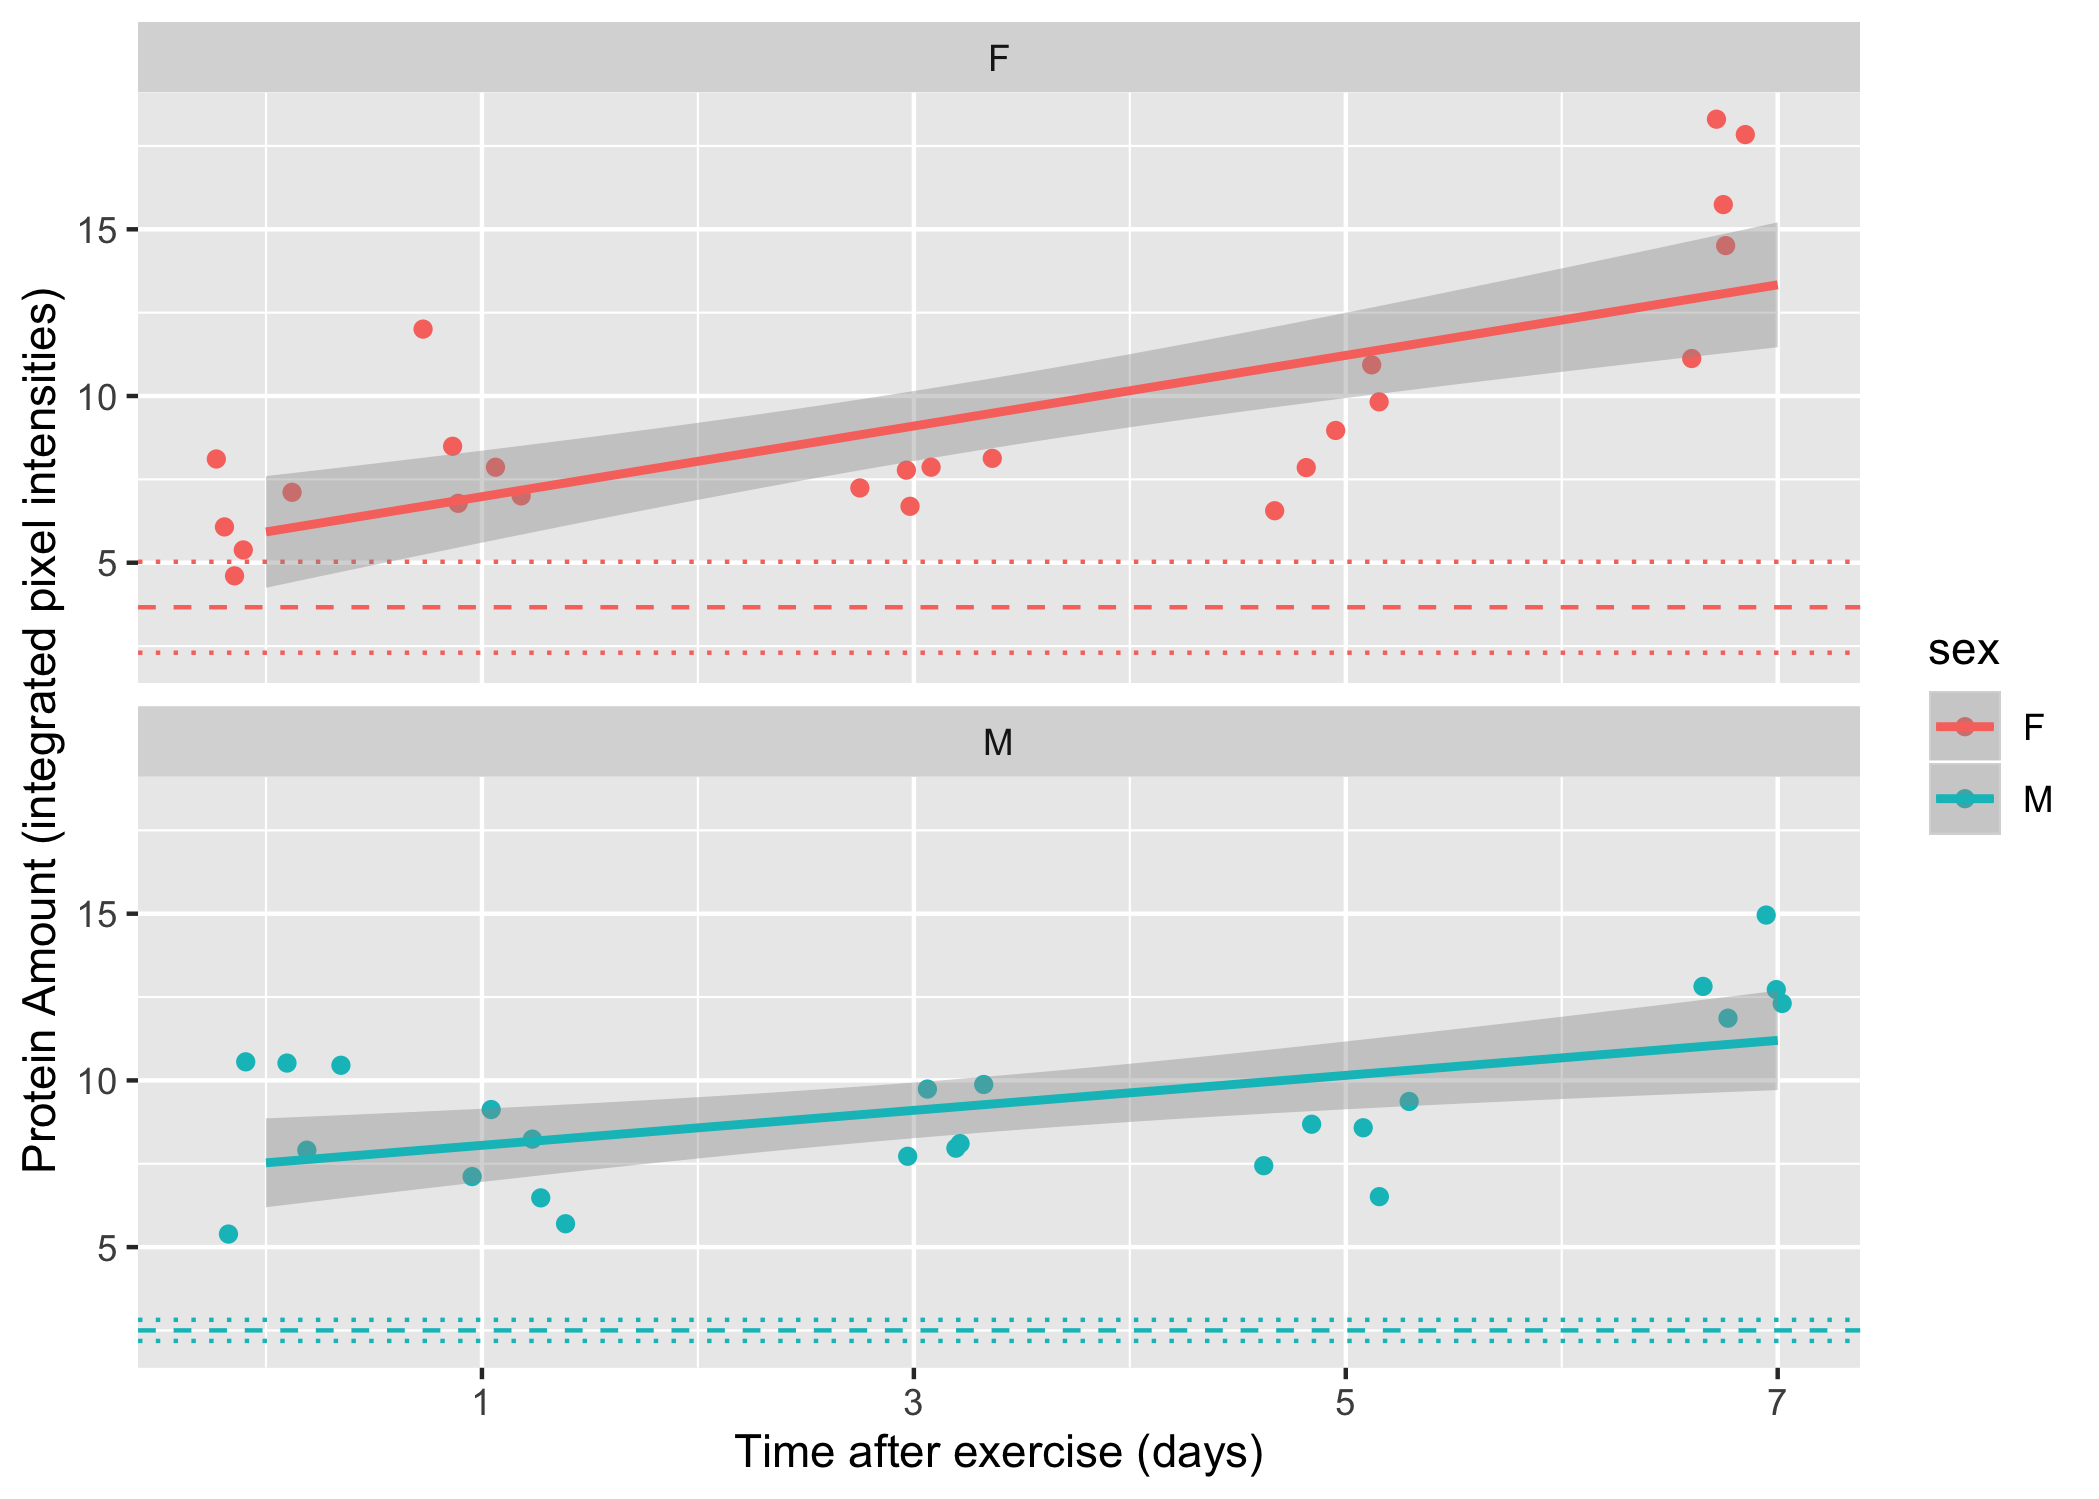 F
15
10
5
M
15
10
5
1 3 5 7
Time after exercise (days)
Protein Amount (integrated pixel intensities)
sex
F
M